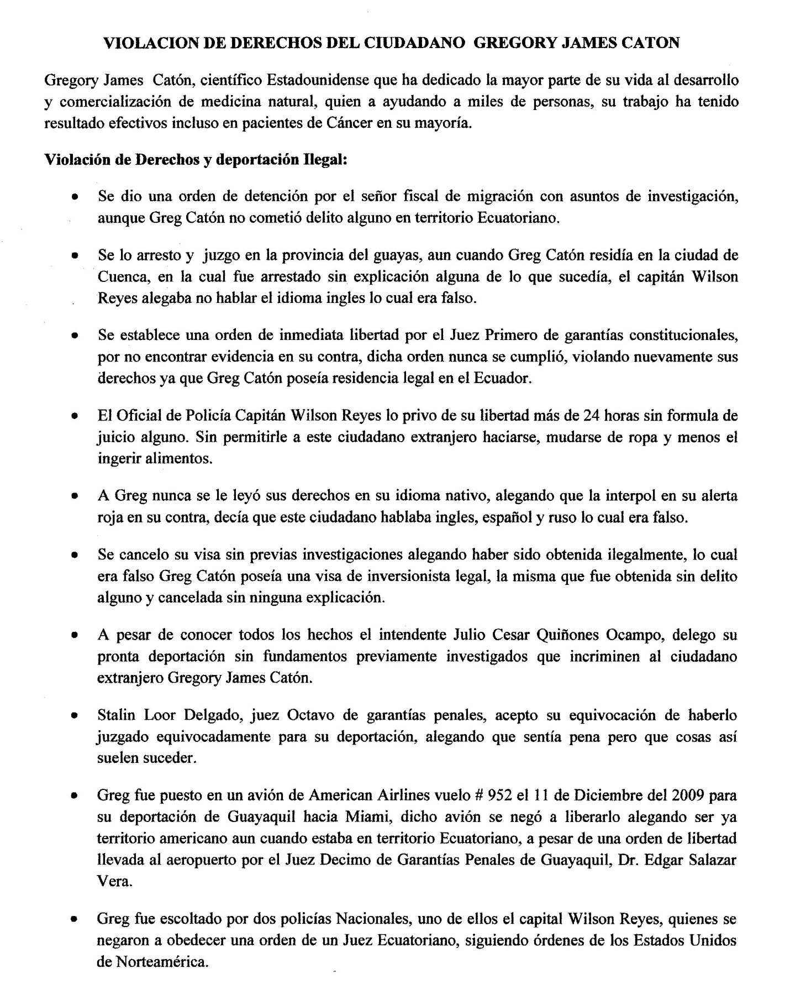 VIOLACION DE DERECHOS DEL CIUDADANO GREGORY JAMES CATON
Gregory James Catón, científico Estadounidense que ha dedicado la mayor parte de su vida al desarrollo
y comercialización de medicina natural, quien a ayudando a miles de personas, su trabajo ha tenido
resultado efectivos incluso en pacientes de Cáncer en su mayoría.
Violación de Derechos y deportación Ilegal:
• Se dio una orden de detención por el señor fiscal de migración con asuntos de investigación,
aunque Greg Catón no cometió delito alguno en territorio Ecuatoriano.
• Se lo arresto y juzgo en la provincia del guayas, aun cuando Greg Catón residía en la ciudad de
Cuenca, en la cual fue arrestado sin explicación alguna de lo que sucedía, el capitán Wilson
Reyes alegaba no hablar el idioma ingles lo cual era falso.
• Se establece una orden de inmediata libertad por el Juez Primero de garantías constitucionales,
por no encontrar evidencia en su contra, dicha orden nunca se cumplió, violando nuevamente sus
derechos ya que Greg Catón poseía residencia legal en el Ecuador.
• El Oficial de Policía Capitán Wilson Reyes lo privo de su libertad más de 24 horas sin formula de
juicio alguno. Sin permitirle a este ciudadano extranjero haciarse, mudarse de ropa y menos el
ingerir alimentos.
• A Greg nunca se le leyó sus derechos en su idioma nativo, alegando que la interpol en su alerta
roja en su contra, decía que este ciudadano hablaba ingles, español y ruso lo cual era falso.
• Se cancelo su visa sin previas investigaciones alegando haber sido obtenida ilegalmente, lo cual
era falso Greg Catón poseía una visa de inversionista legal, la misma que fue obtenida sin delito
alguno y cancelada sin ninguna explicación.
• A pesar de conocer todos los hechos el intendente Julio Cesar Quiñones Ocampo, delego su
pronta deportación sin fundamentos previamente investigados que incriminen al ciudadano
extranjero Gregory James Catón.
• Stalin Loor Delgado, juez Octavo de garantías penales, acepto su equivocación de haberlo
juzgado equivocadamente para su deportación, alegando que sentía pena pero que cosas así
suelen suceder.
• Greg fue puesto en un avión de American Airlines vuelo # 952 el 11 de Diciembre del 2009 para
su deportación de Guayaquil hacia Miami, dicho avión se negó a liberarlo alegando ser ya
territorio americano aun cuando estaba en territorio Ecuatoriano, a pesar de una orden de libertad
llevada al aeropuerto por el Juez Decimo de Garantías Penales de Guayaquil, Dr. Edgar Salazar
Vera.
• Greg fue escoltado por dos policías Nacionales, uno de ellos el capital Wilson Reyes, quienes se
negaron a obedecer una orden de un Juez Ecuatoriano, siguiendo órdenes de los Estados Unidos
de Norteamérica.